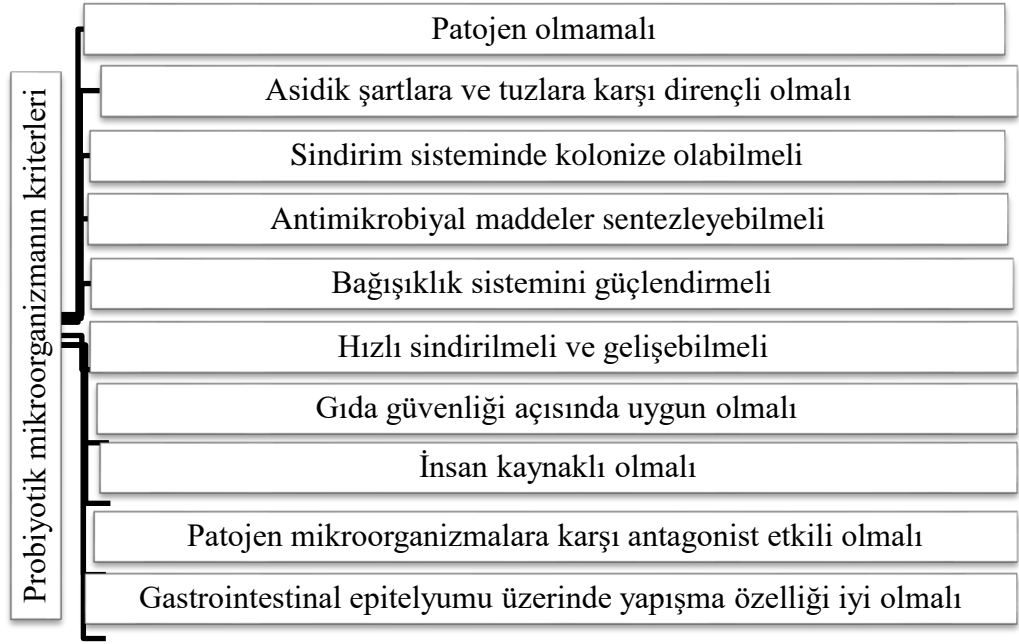 Probiyotik mikroorganizmanın kriterleri
Patojen olmamalı
Asidik şartlara ve tuzlara karşı dirençli olmalı
Sindirim sisteminde kolonize olabilmeli
Antimikrobiyal maddeler sentezleyebilmeli
Bağışıklık sistemini güçlendirmeli
Hızlı sindirilmeli ve gelişebilmeli
Gıda güvenliği açısında uygun olmalı
İnsan kaynaklı olmalı
Patojen mikroorganizmalara karşı antagonist etkili olmalı
Gastrointestinal epitelyumu üzerinde yapışma özelliği iyi olmalı